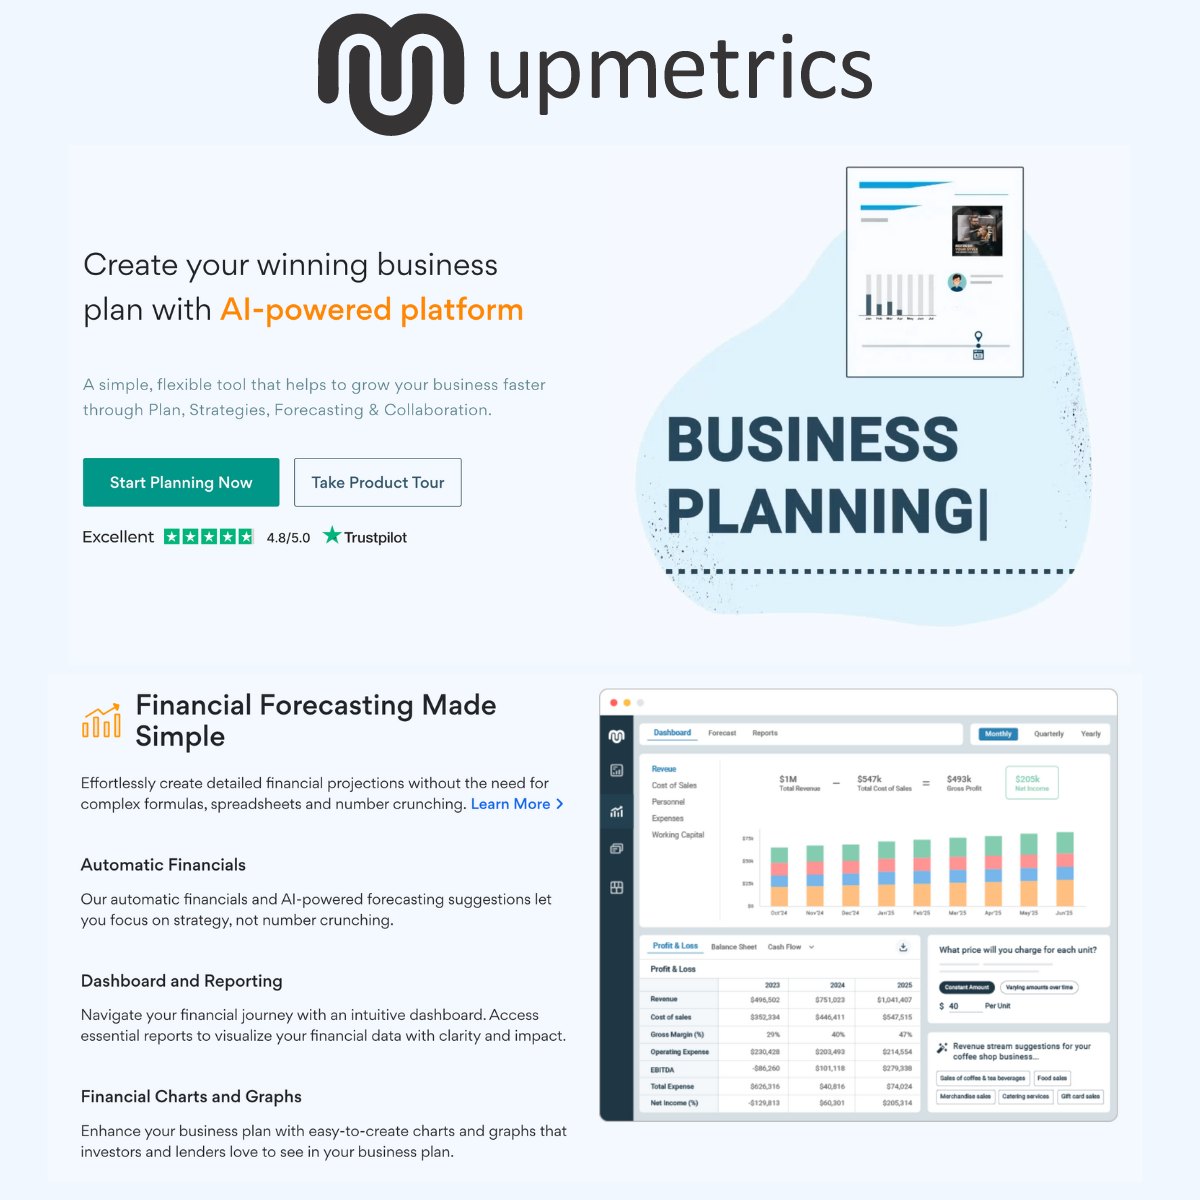 upmetrics
Create your winning business
plan with AI-powered platform
A simple, flexible tool that helps to grow your business faster
through Plan, Strategies, Forecasting & Collaboration.
Start Planning Now
Take Product Tour
Excellent 4.8/5.0 Trustpilot
Jan Feb Mar Apr May Jun Jul
BUSINESS
PLANNING|
Financial Forecasting Made
Simple
Effortlessly create detailed financial projections without the need for
complex formulas, spreadsheets and number crunching. Learn More >
Automatic Financials
Our automatic financials and AI-powered forecasting suggestions let
you focus on strategy, not number crunching.
Dashboard and Reporting
Navigate your financial journey with an intuitive dashboard. Access
essential reports to visualize your financial data with clarity and impact.
Financial Charts and Graphs
Enhance your business plan with easy-to-create charts and graphs that
investors and lenders love to see in your business plan.
Dashboard Forecast Reports
Monthly Quarterly Yearly
Reveue
Cost of Sales
Personnel
Expenses
Working Capital
$1M − $547k = $493k $205k
Total Revenue Total Cost of Sales Gross Profit Net Income
$75k
$50k
$25k
$0
Oct'24 Nov'24 Dec'24 Jan'25 Feb'25 Mar'25 Apr'25 May'25 Jun'25
Profit & Loss Balance Sheet Cash Flow
Profit & Loss
2023 2024 2025
Revenue $496,502 $751,023 $1,041,407
Cost of sales $352,334 $446,411 $547,515
Gross Margin (%) 29% 40% 47%
Operating Expense $230,428 $203,493 $214,554
EBITDA -$86,260 $101,118 $279,338
Total Expense $626,316 $40,816 $74,024
Net Income (%) -$129,813 $60,301 $205,314
What price will you charge for each unit?
Constant Amount Varying amounts over time
$ 40 Per Unit
Revenue stream suggestions for your
coffee shop business...
Sales of coffee & tea beverages Food sales
Merchandise sales Catering services Gift card sales